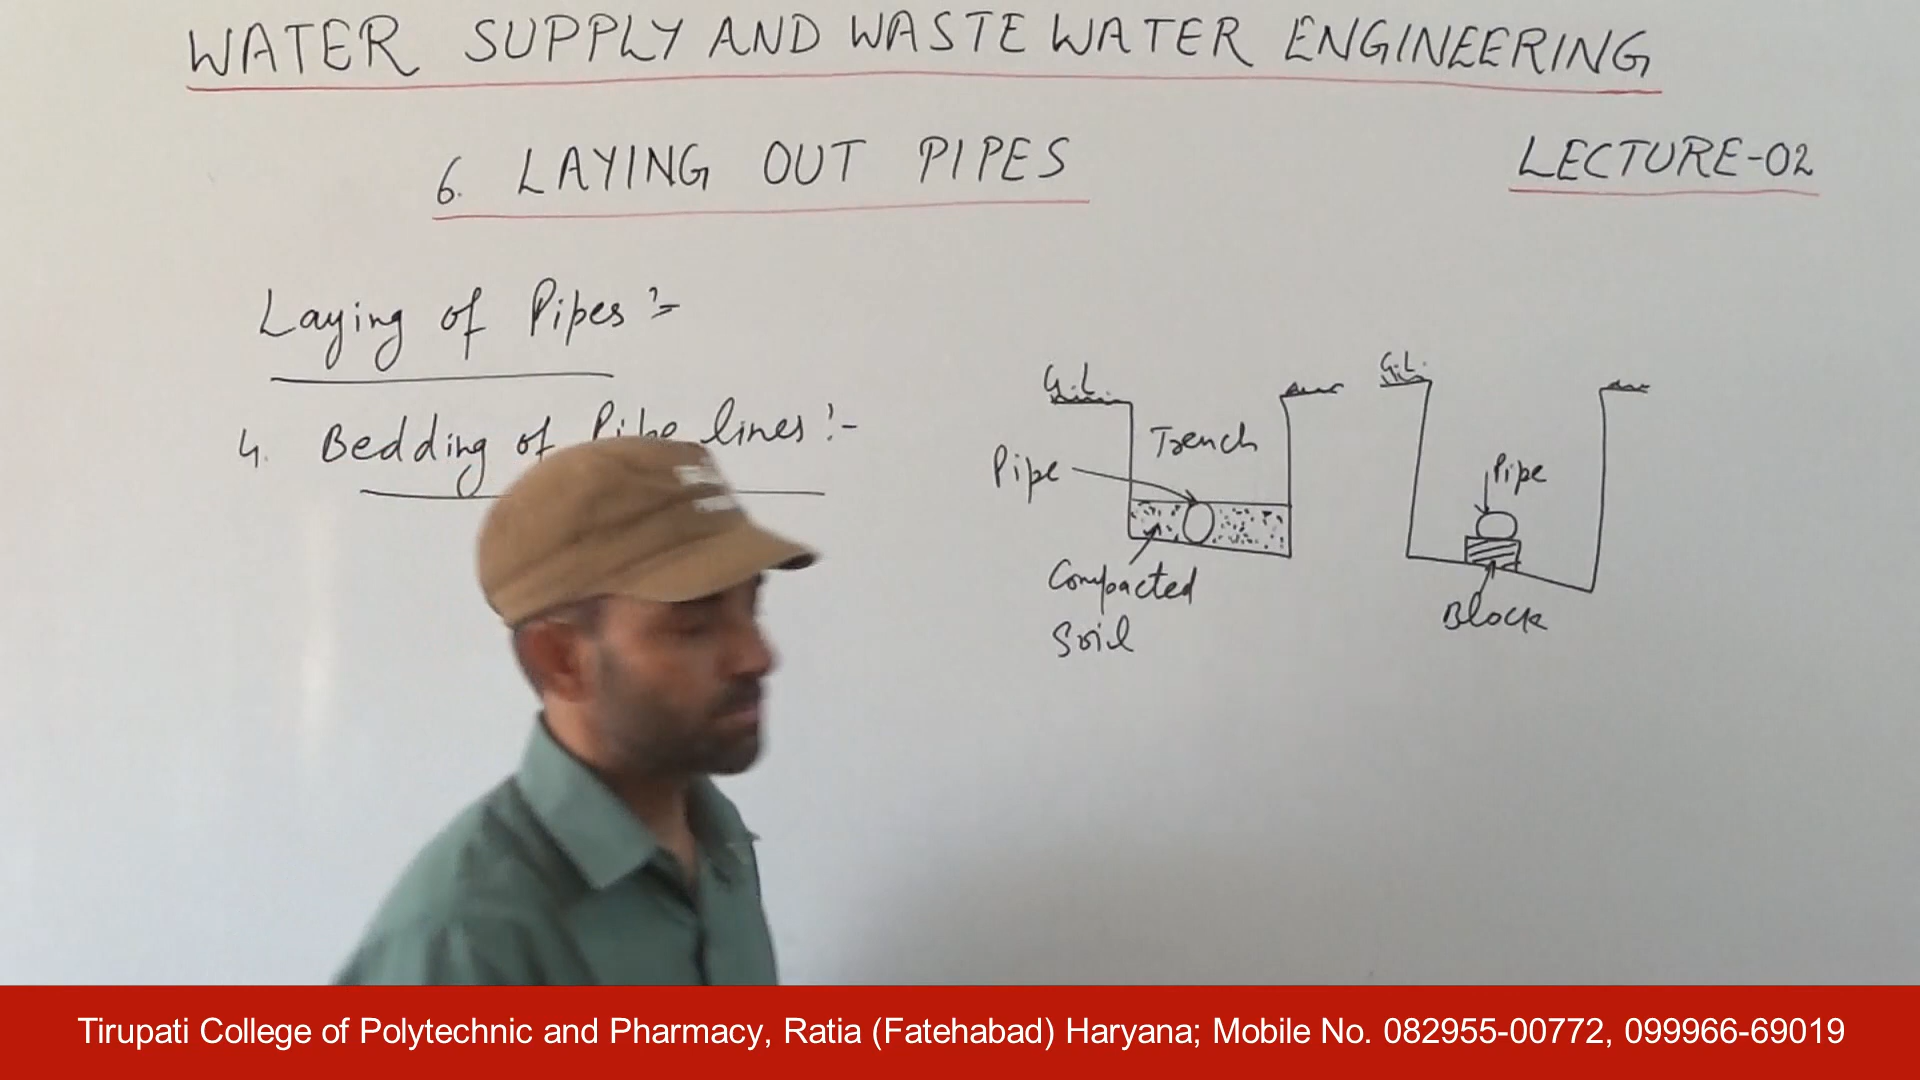 WATER SUPPLY AND WASTE WATER ENGINEERING
6. LAYING OUT PIPES
LECTURE-02
Laying of Pipes :-
4. Bedding of Pipe lines :-
G.L.
Trench
Pipe
Compacted
Soil
G.L.
Pipe
Block
Tirupati College of Polytechnic and Pharmacy, Ratia (Fatehabad) Haryana; Mobile No. 082955-00772, 099966-69019